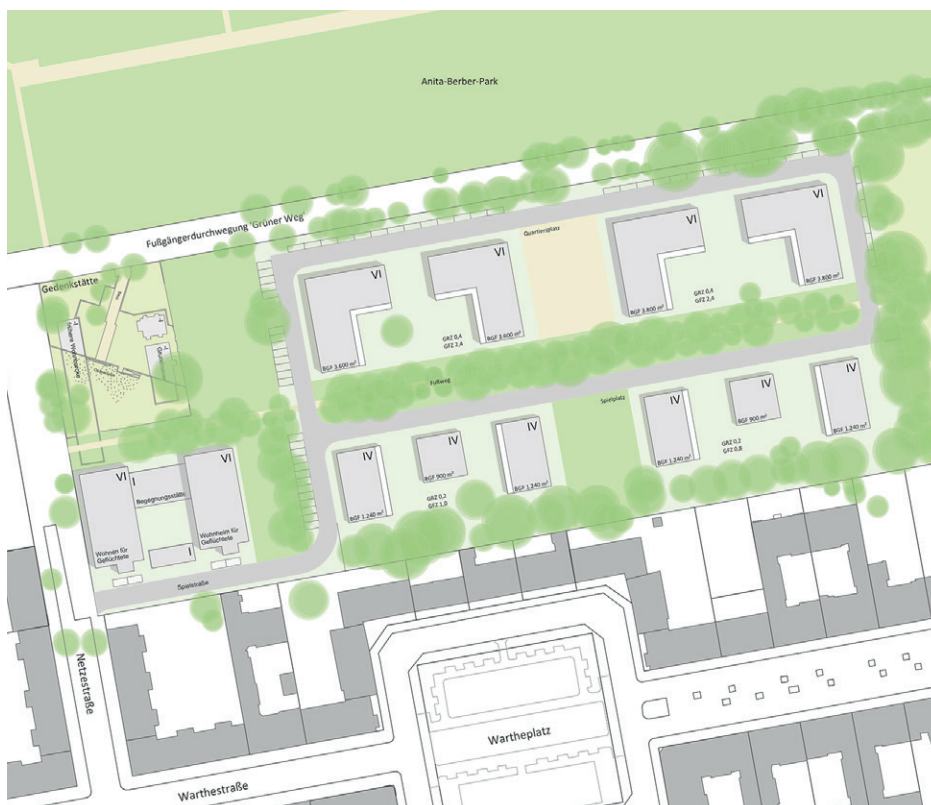 Anita-Berber-Park
Fußgängerdurchwegung 'Grüner Weg'
Quartiersplatz
VI
VI
VI
VI
GRZ 0,4
GFZ 2,4
GRZ 0,4
GFZ 2,4
BGF 3.600 m²
BGF 3.600 m²
BGF 3.800 m²
BGF 3.800 m²
Gedenkstätte
Fußweg
Spielplatz
IV
IV
IV
IV
IV
IV
BGF 1.240 m²
BGF 900 m²
BGF 1.240 m²
BGF 1.240 m²
BGF 900 m²
BGF 1.240 m²
GRZ 0,2
GFZ 1,0
GRZ 0,2
GFZ 0,8
VI
I
VI
Begegnungsstätte
Wohnen für
Geflüchtete
I
Wohnheim für
Geflüchtete
Spielstraße
Netzestraße
Wartheplatz
Warthestraße